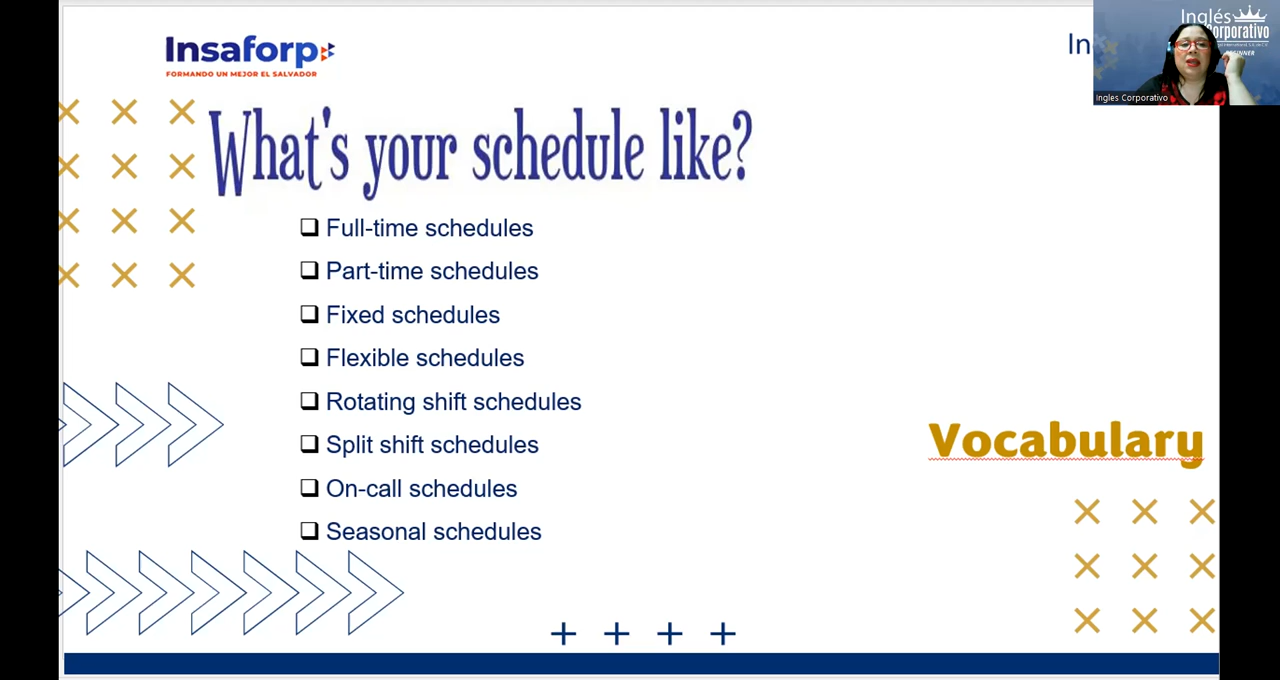 Insaforp
FORMANDO UN MEJOR EL SALVADOR
In
Inglés
Corporativo
BEGINNER
Ingles Corporativo
What's your schedule like?
Full-time schedules
Part-time schedules
Fixed schedules
Flexible schedules
Rotating shift schedules
Split shift schedules
On-call schedules
Seasonal schedules
Vocabulary